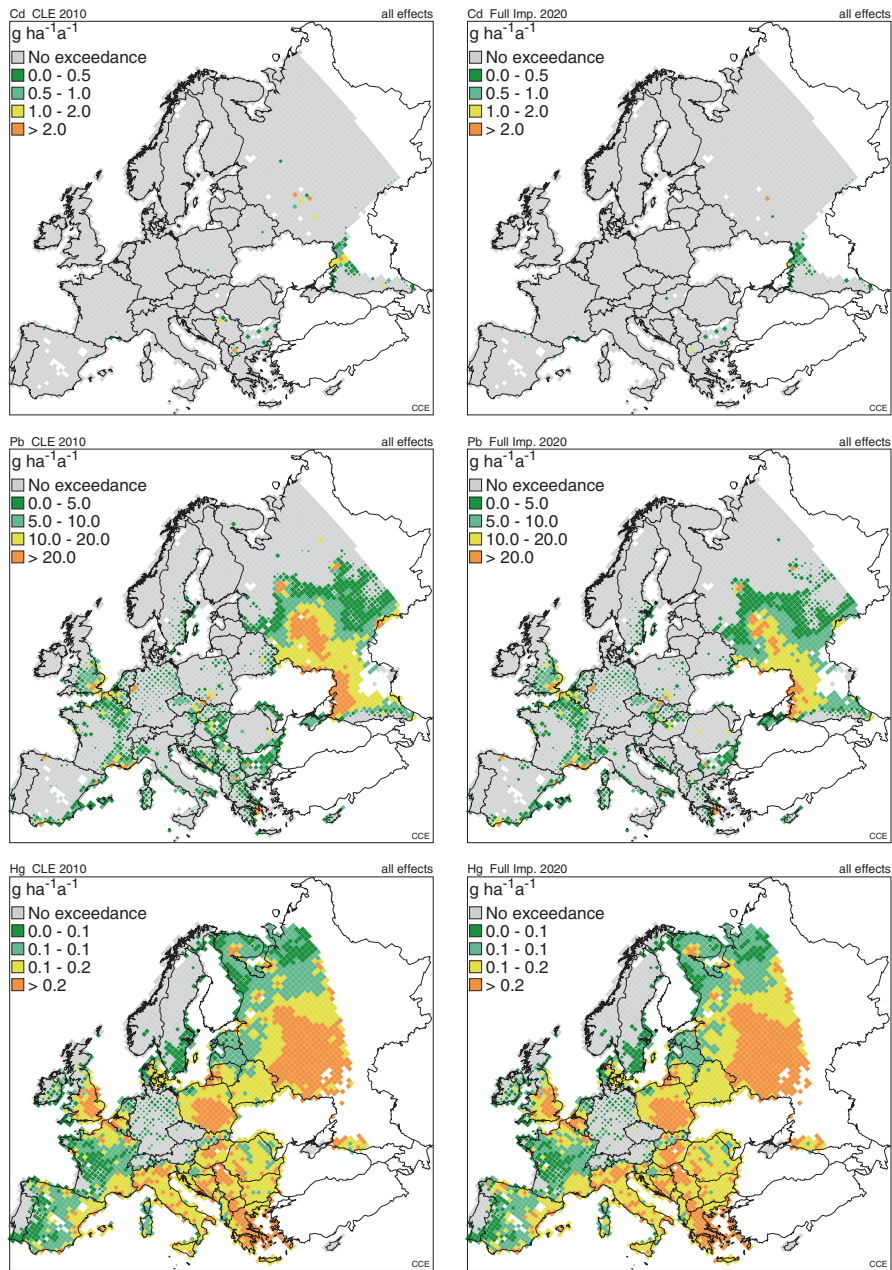 Cd CLE 2010 all effects
g ha⁻¹a⁻¹
No exceedance
0.0 - 0.5
0.5 - 1.0
1.0 - 2.0
> 2.0
CCE
Cd Full Imp. 2020 all effects
g ha⁻¹a⁻¹
No exceedance
0.0 - 0.5
0.5 - 1.0
1.0 - 2.0
> 2.0
CCE
Pb CLE 2010 all effects
g ha⁻¹a⁻¹
No exceedance
0.0 - 5.0
5.0 - 10.0
10.0 - 20.0
> 20.0
CCE
Pb Full Imp. 2020 all effects
g ha⁻¹a⁻¹
No exceedance
0.0 - 5.0
5.0 - 10.0
10.0 - 20.0
> 20.0
CCE
Hg CLE 2010 all effects
g ha⁻¹a⁻¹
No exceedance
0.0 - 0.1
0.1 - 0.1
0.1 - 0.2
> 0.2
CCE
Hg Full Imp. 2020 all effects
g ha⁻¹a⁻¹
No exceedance
0.0 - 0.1
0.1 - 0.1
0.1 - 0.2
> 0.2
CCE